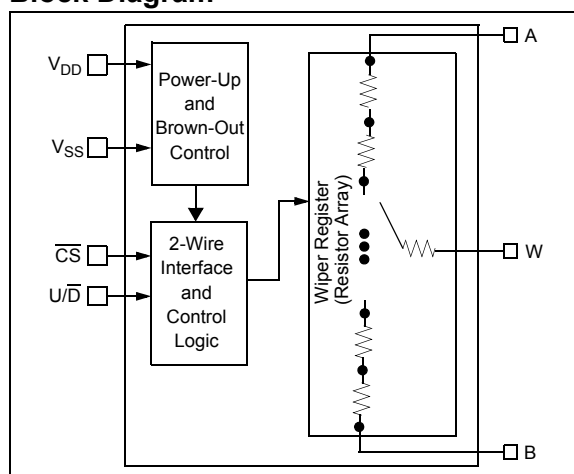 Block Diagram
A
VDD
Power-Up
and
Brown-Out
Control
VSS
CS
2-Wire
Interface
and
Control
Logic
U/D
Wiper Register
(Resistor Array)
W
B